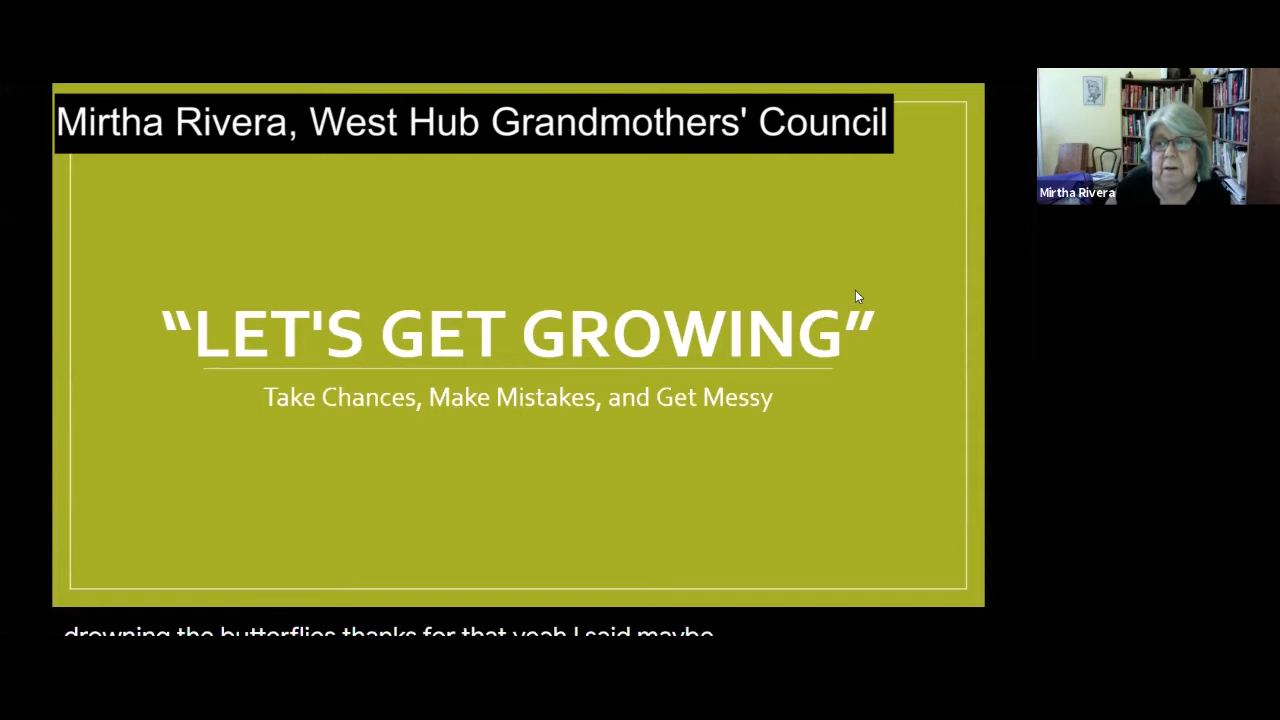 Mirtha Rivera, West Hub Grandmothers' Council
“LET'S GET GROWING”
Take Chances, Make Mistakes, and Get Messy
Mirtha Rivera
drowning the butterflies thanks for that yeah I said maybe